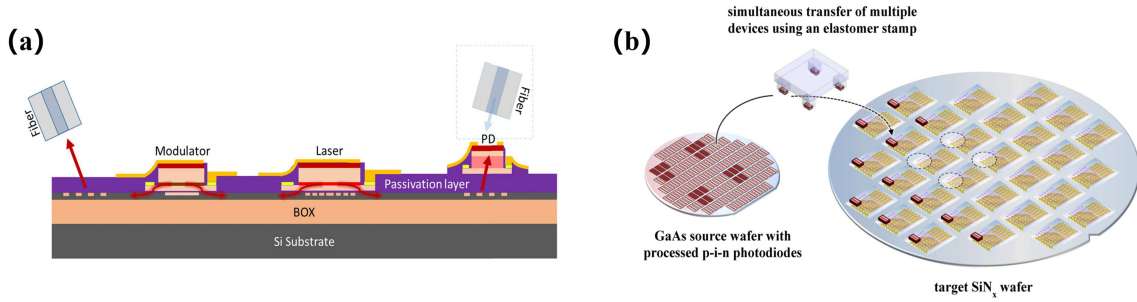 (a)
Fiber
Modulator
Laser
Fiber
PD
Passivation layer
BOX
Si Substrate
(b)
simultaneous transfer of multiple
devices using an elastomer stamp
GaAs source wafer with
processed p-i-n photodiodes
target SiNₓ wafer